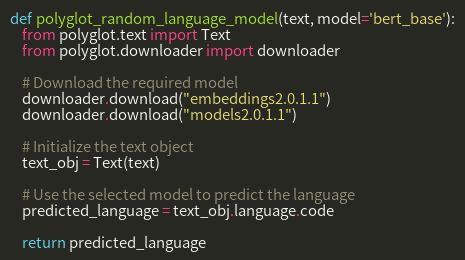 def polyglot_random_language_model(text, model='bert_base'):
from polyglot.text import Text
from polyglot.downloader import downloader
# Download the required model
downloader.download("embeddings2.0.1.1")
downloader.download("models2.0.1.1")
# Initialize the text object
text_obj = Text(text)
# Use the selected model to predict the language
predicted_language = text_obj.language.code
return predicted_language